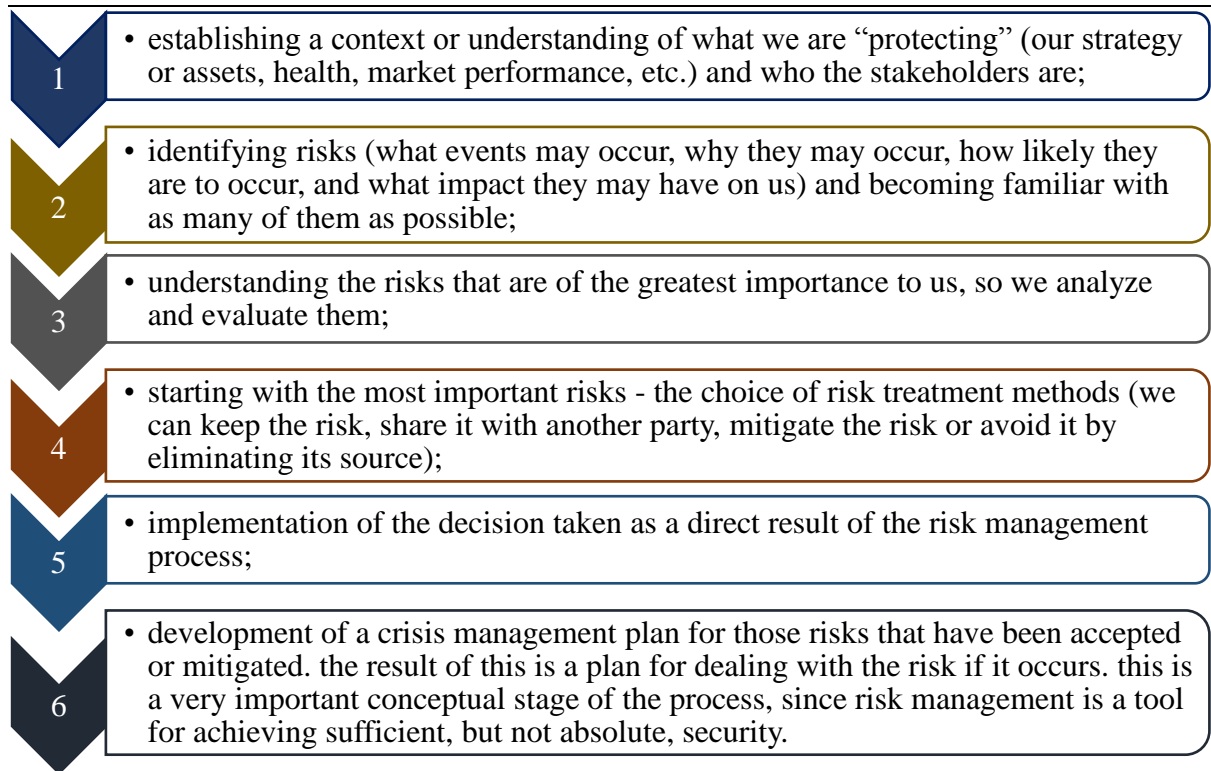 1
• establishing a context or understanding of what we are “protecting” (our strategy
or assets, health, market performance, etc.) and who the stakeholders are;
2
• identifying risks (what events may occur, why they may occur, how likely they
are to occur, and what impact they may have on us) and becoming familiar with
as many of them as possible;
3
• understanding the risks that are of the greatest importance to us, so we analyze
and evaluate them;
4
• starting with the most important risks - the choice of risk treatment methods (we
can keep the risk, share it with another party, mitigate the risk or avoid it by
eliminating its source);
5
• implementation of the decision taken as a direct result of the risk management
process;
6
• development of a crisis management plan for those risks that have been accepted
or mitigated. the result of this is a plan for dealing with the risk if it occurs. this is
a very important conceptual stage of the process, since risk management is a tool
for achieving sufficient, but not absolute, security.